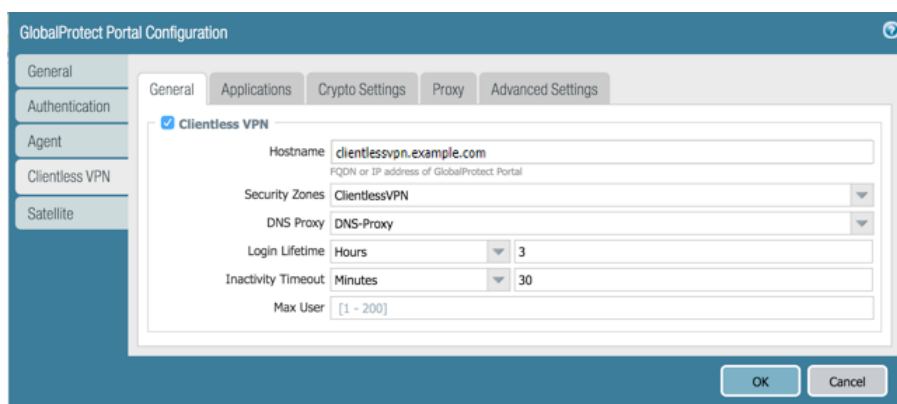 GlobalProtect Portal Configuration
General
Authentication
Agent
Clientless VPN
Satellite
General Applications Crypto Settings Proxy Advanced Settings
Clientless VPN
Hostname clientlessvpn.example.com
FQDN or IP address of GlobalProtect Portal
Security Zones ClientlessVPN
DNS Proxy DNS-Proxy
Login Lifetime Hours 3
Inactivity Timeout Minutes 30
Max User [1 - 200]
OK Cancel